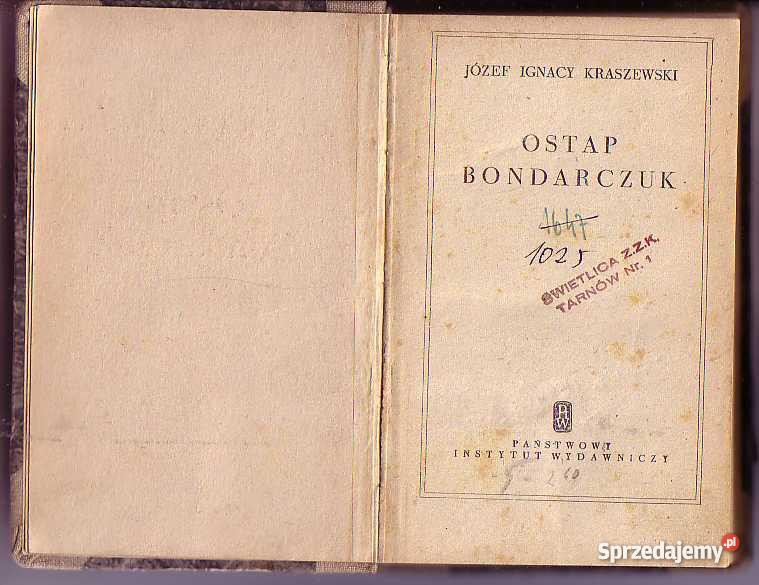 JÓZEF IGNACY KRASZEWSKI
OSTAP
BONDARCZUK
1647
1025
ŚWIETLICA Z.Z.K.
TARNÓW Nr. 1
PIW
PAŃSTWOWY
INSTYTUT WYDAWNICZY
Sprzedajemy.pl